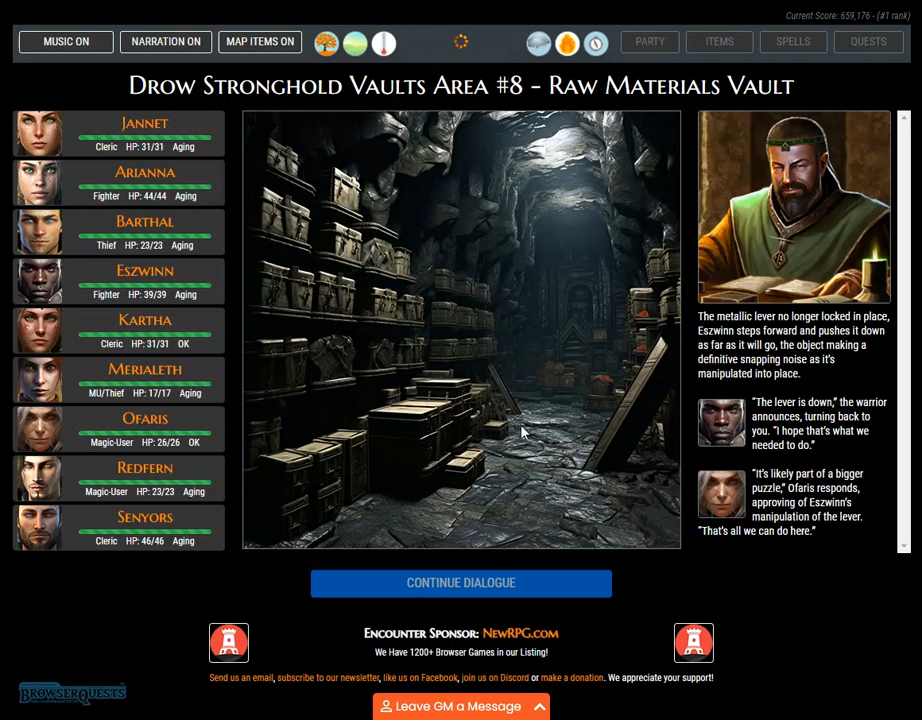 Current Score: 659,176 - (#1 rank)
MUSIC ON
NARRATION ON
MAP ITEMS ON
PARTY
ITEMS
SPELLS
QUESTS
Drow Stronghold Vaults Area #8 - Raw Materials Vault
Jannet
Cleric HP: 31/31 Aging
Arianna
Fighter HP: 44/44 Aging
Barthal
Thief HP: 23/23 Aging
Eszwinn
Fighter HP: 39/39 Aging
Kartha
Cleric HP: 31/31 OK
Merialeth
MU/Thief HP: 17/17 Aging
Ofaris
Magic-User HP: 26/26 OK
Redfern
Magic-User HP: 23/23 Aging
Senyors
Cleric HP: 46/46 Aging
The metallic lever no longer locked in place,
Eszwinn steps forward and pushes it down
as far as it will go, the object making a
definitive snapping noise as it's
manipulated into place.
"The lever is down," the warrior
announces, turning back to
you. "I hope that's what we
needed to do."
"It's likely part of a bigger
puzzle," Ofaris responds,
approving of Eszwinn's
manipulation of the lever.
"That's all we can do here."
CONTINUE DIALOGUE
Encounter Sponsor: NewRPG.com
We Have 1200+ Browser Games in our Listing!
Send us an email, subscribe to our newsletter, like us on Facebook, join us on Discord or make a donation. We appreciate your support!
BrowserQuests
Leave GM a Message